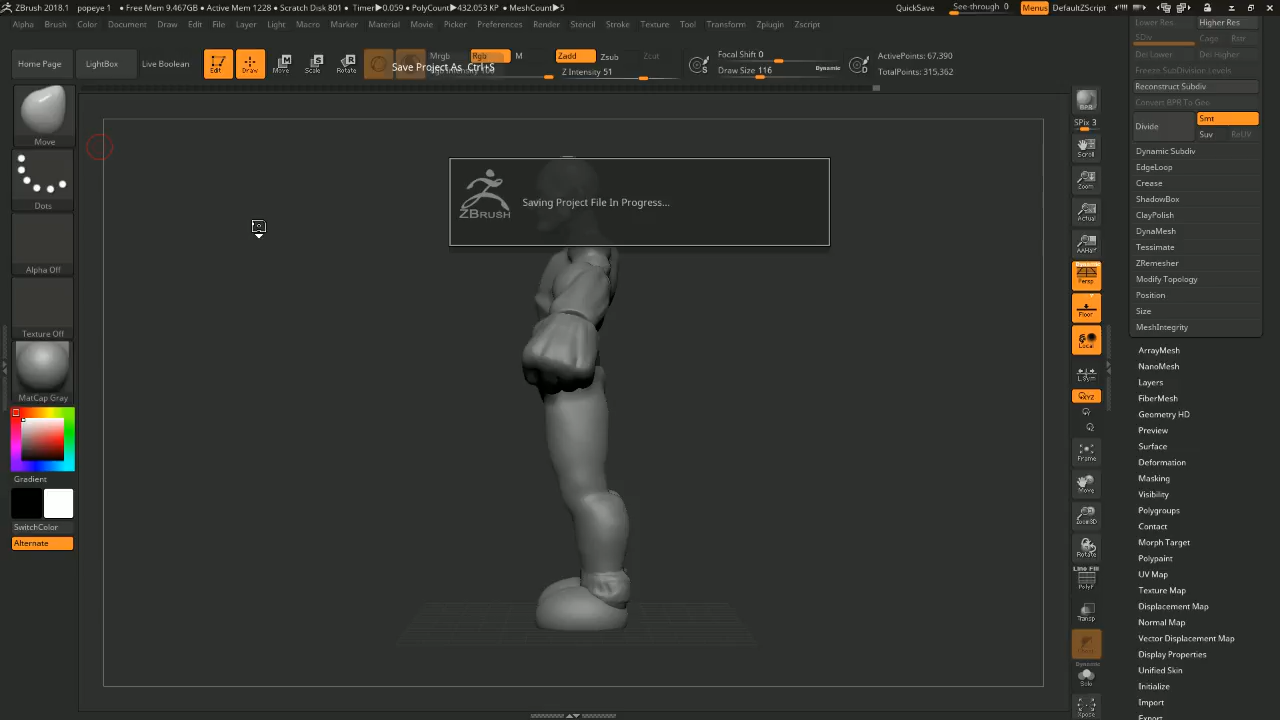 ZBrush 2018.1 popeye 1 • Free Mem 9.467GB • Active Mem 1228 • Scratch Disk 801 • Timer▶0.059 • PolyCount▶432.053 KP • MeshCount▶5
QuickSave See-through 0 Menus DefaultZScript
Alpha Brush Color Document Draw Edit File Layer Light Macro Marker Material Movie Picker Preferences Render Stencil Stroke Texture Tool Transform Zplugin Zscript
Home Page LightBox Live Boolean Edit Draw Move Scale Rotate
Mrgb Rgb M Zadd Zsub Zcut
Save Project As Ctrl+S
Z Intensity 51
Focal Shift 0
Draw Size 116 Dynamic
S
D
ActivePoints: 67,390
TotalPoints: 315,362
Move
Dots
Alpha Off
Texture Off
MatCap Gray
Gradient
SwitchColor
Alternate
ZBRUSH
Saving Project File In Progress...
BPR
SPix 3
Scroll
Zoom
Actual
AAHalf
Dynamic
Persp
Floor
Local
L.Sym
XYZ
Frame
Move
Zoom3D
Rotate
Line Fill
PolyF
Transp
Dynamic
Solo
Xpose
Lower Res Higher Res
SDiv Cage Rstr
Del Lower Del Higher
Freeze SubDivision Levels
Reconstruct Subdiv
Convert BPR To Geo
Divide
Smt
Suv ReUV
Dynamic Subdiv
EdgeLoop
Crease
ShadowBox
ClayPolish
DynaMesh
Tessimate
ZRemesher
Modify Topology
Position
Size
MeshIntegrity
ArrayMesh
NanoMesh
Layers
FiberMesh
Geometry HD
Preview
Surface
Deformation
Masking
Visibility
Polygroups
Contact
Morph Target
Polypaint
UV Map
Texture Map
Displacement Map
Normal Map
Vector Displacement Map
Display Properties
Unified Skin
Initialize
Import
Export